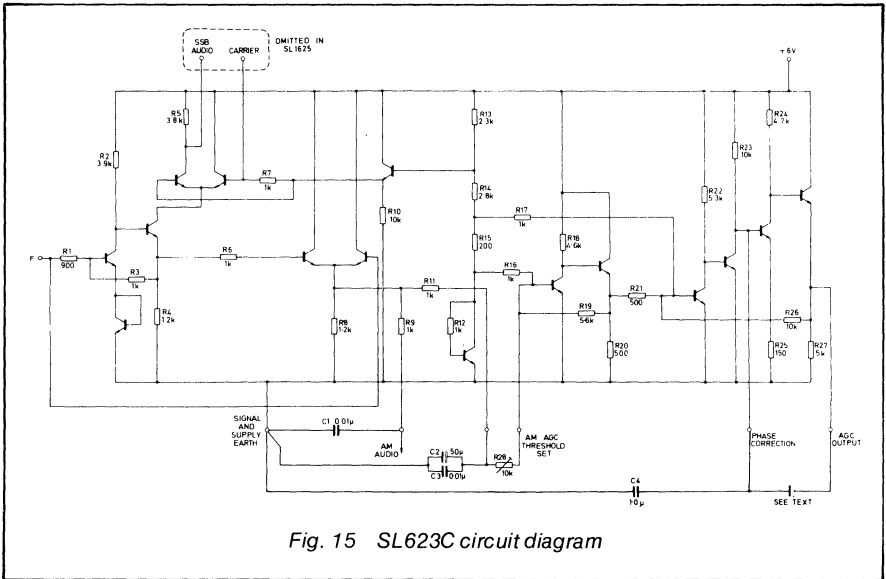 SSB
AUDIO
CARRIER
OMITTED IN
SL1625
+6V
R5
3·8k
R2
3·9k
R7
1k
R13
2·3k
R24
4·7k
R23
10k
R14
2·8k
R22
5·3k
R10
10k
R17
1k
R18
4·6k
R15
200
F
R1
900
R6
1k
R16
1k
R3
1k
R11
1k
R21
500
R4
1·2k
R8
1·2k
R9
1k
R12
1k
R19
5·6k
R26
10k
R20
500
R25
150
R27
5k
SIGNAL
AND
SUPPLY
EARTH
C1 0·01μ
AM
AUDIO
AM AGC
THRESHOLD
SET
PHASE
CORRECTION
AGC
OUTPUT
C2 50μ
C3 0·01μ
R28
10k
C4
1·0μ
SEE TEXT
Fig. 15 SL623C circuit diagram